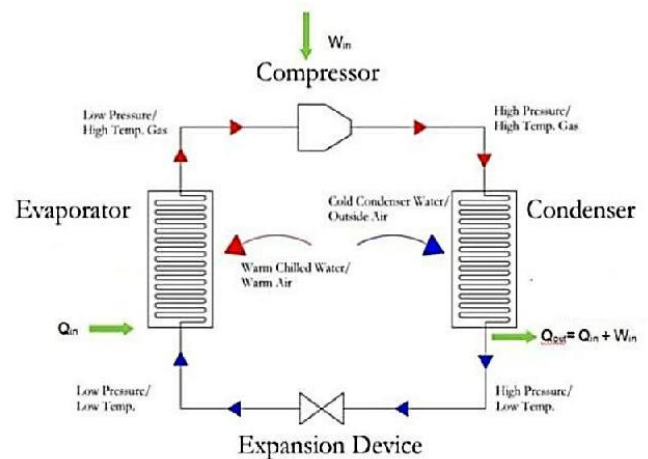 Win
Compressor
Low Pressure/
High Temp. Gas
High Pressure/
High Temp. Gas
Evaporator
Cold Condenser Water/
Outside Air
Condenser
Warm Chilled Water/
Warm Air
Qin
Qout= Qin + Win
Low Pressure/
Low Temp.
High Pressure/
Low Temp.
Expansion Device